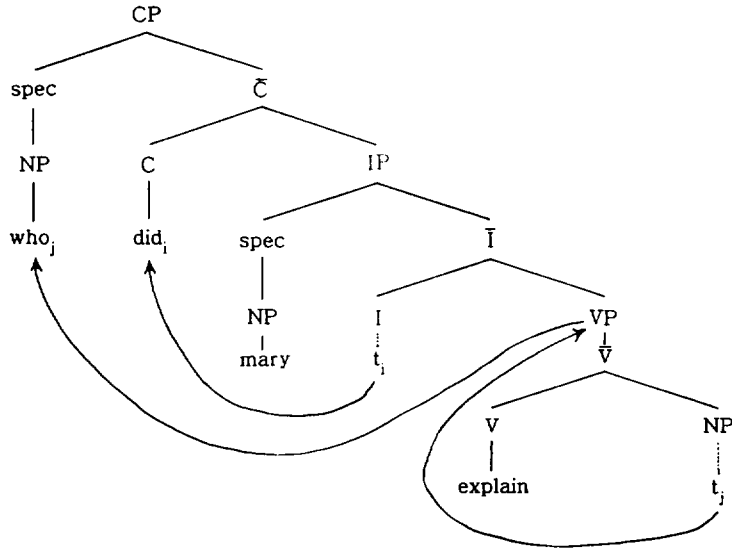 CP
spec C̄
NP C IP
who_j did_i spec Ī
NP I VP
mary t_i V̄
V NP
explain t_j